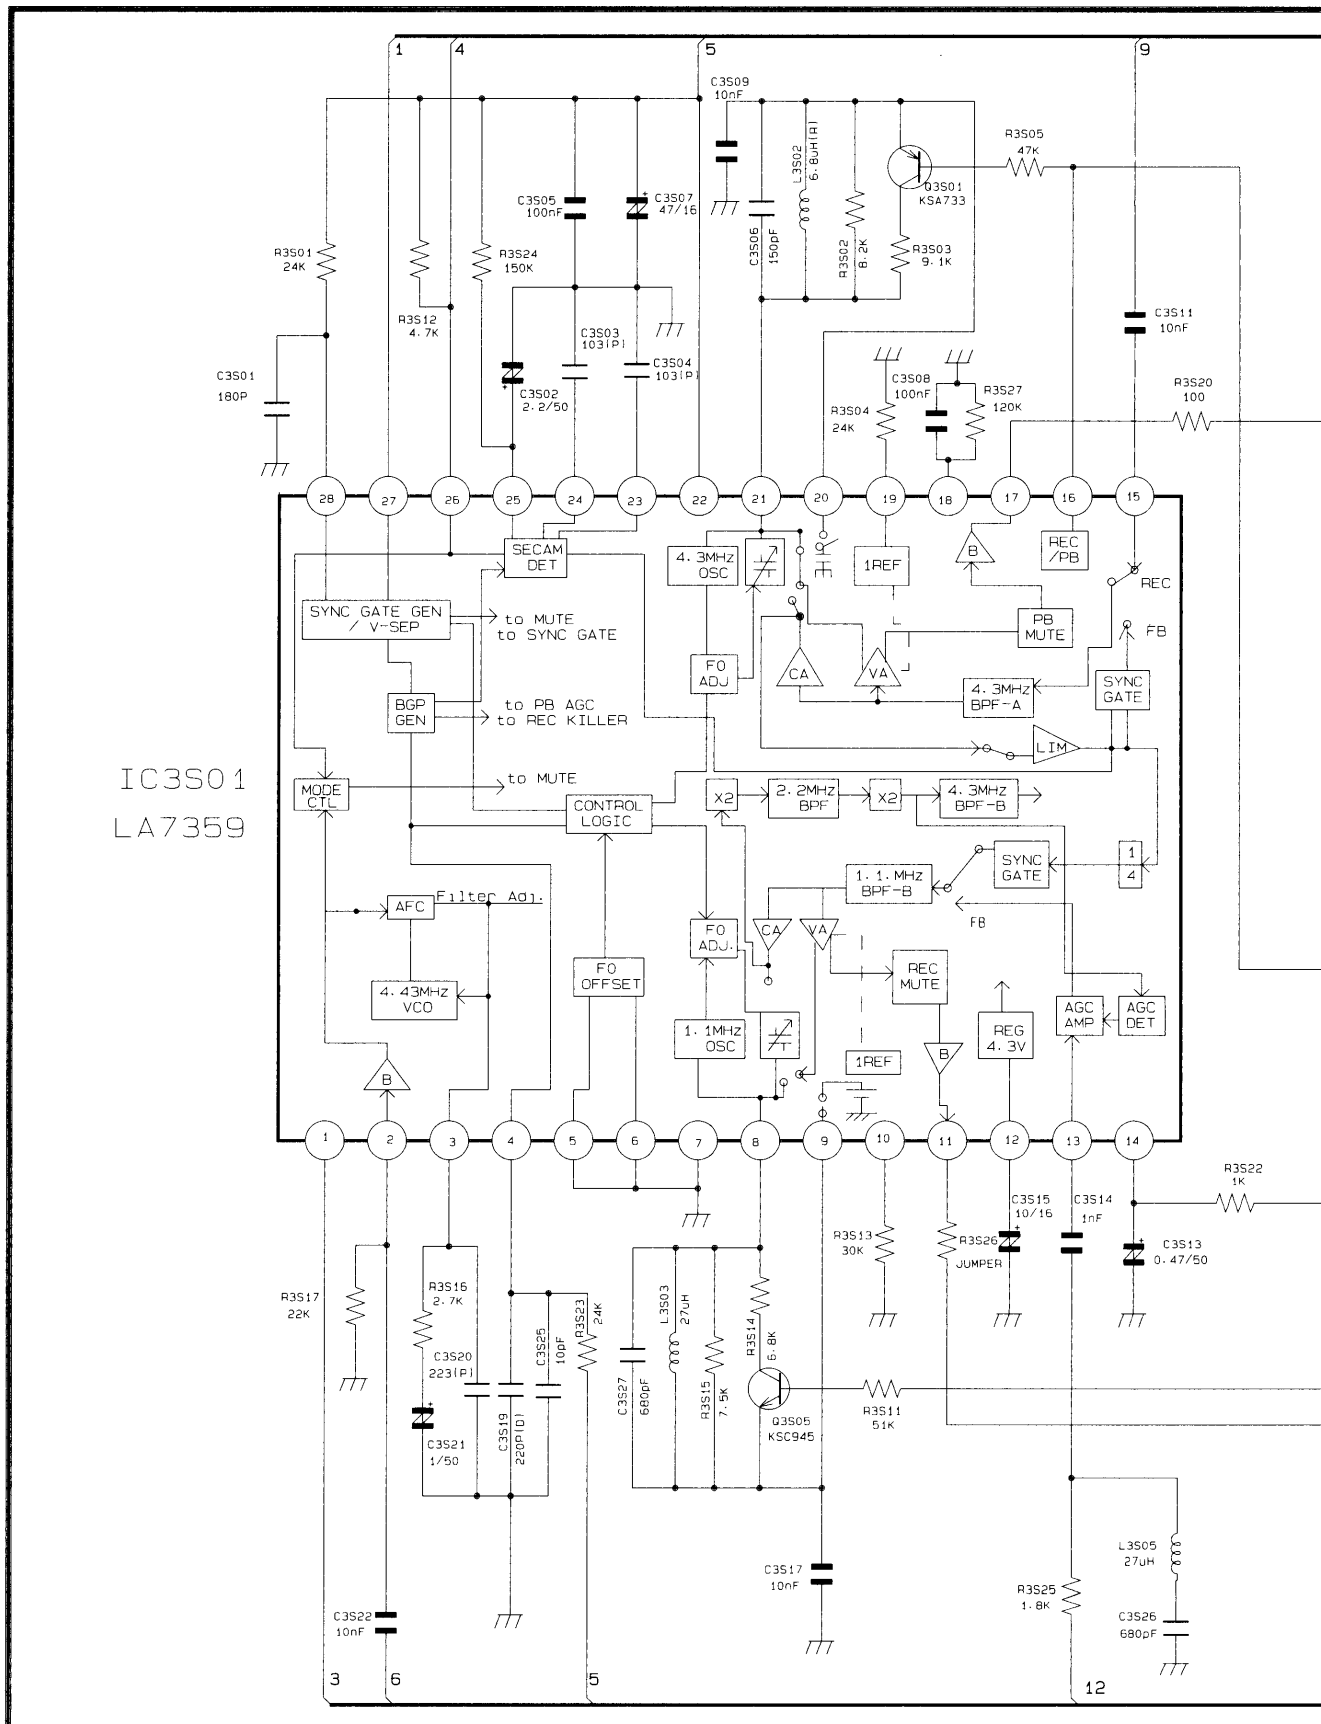 1
4
5
9
C3S09
10nF
L3S02
6.8uH(A)
R3S05
47K
Q3S01
KSA733
C3S05
100nF
C3S07
47/16
C3S06
150pF
R3S02
8.2K
R3S03
9.1K
R3S01
24K
R3S24
150K
R3S12
4.7K
C3S11
10nF
C3S03
103(P)
C3S04
103(P)
C3S01
180P
C3S02
2.2/50
C3S08
100nF
R3S27
120K
R3S04
24K
R3S20
100
28
27
26
25
24
23
22
21
20
19
18
17
16
15
SECAM
DET
4.3MHz
OSC
T
1REF
B
REC
/PB
REC
SYNC GATE GEN
/ V-SEP
to MUTE
to SYNC GATE
PB
MUTE
FB
FO
ADJ
CA
VA
4.3MHz
BPF-A
SYNC
GATE
BGP
GEN
to PB AGC
to REC KILLER
LIM
IC3S01
LA7359
MODE
CTL
to MUTE
CONTROL
LOGIC
X2
2.2MHz
BPF
X2
4.3MHz
BPF-B
SYNC
GATE
1
4
1.1.MHz
BPF-B
AFC
Filter Adj.
FB
FO
ADJ.
CA
VA
FO
OFFSET
REC
MUTE
4.43MHz
VCO
1.1MHz
OSC
T
REG
4.3V
AGC
AMP
AGC
DET
1REF
B
B
1
2
3
4
5
6
7
8
9
10
11
12
13
14
R3S22
1K
C3S15
10/16
C3S14
1nF
R3S13
30K
R3S26
JUMPER
C3S13
0.47/50
R3S17
22K
R3S16
2.7K
C3S20
223(P)
C3S19
220P(D)
C3S25
10pF
R3S23
24K
L3S03
27uH
R3S14
6.8K
C3S27
680pF
R3S15
7.5K
Q3S05
KSC945
R3S11
51K
C3S21
1/50
C3S17
10nF
L3S05
27uH
R3S25
1.8K
C3S26
680pF
C3S22
10nF
3
6
5
12